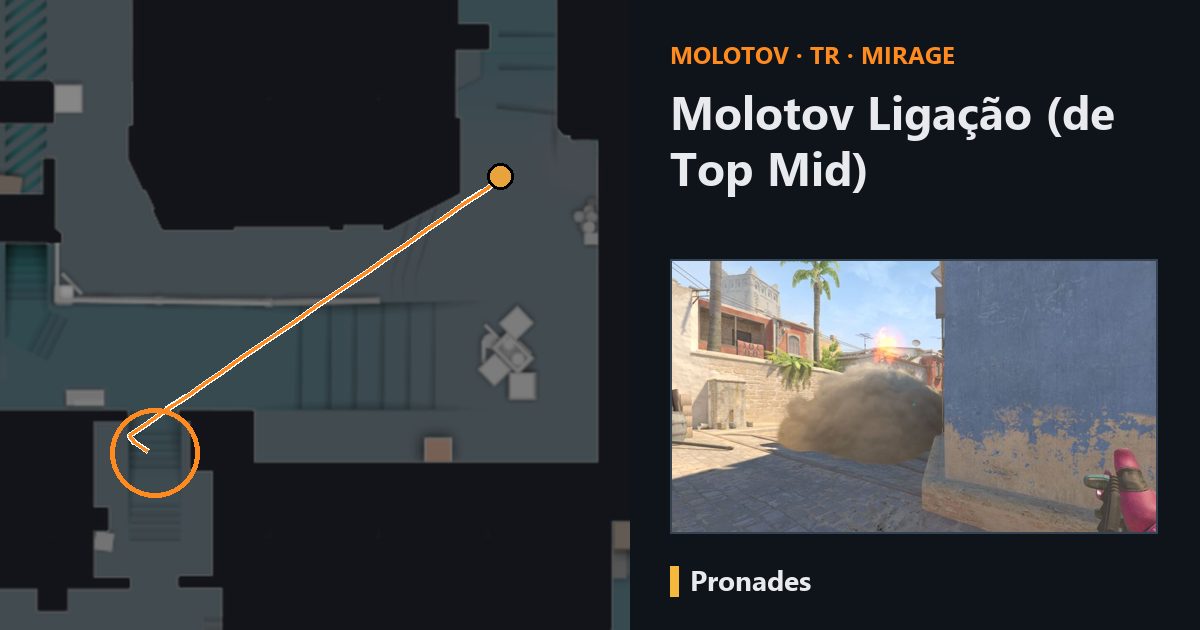 MOLOTOV · TR · MIRAGE
Molotov Ligação (de
Top Mid)
Pronades